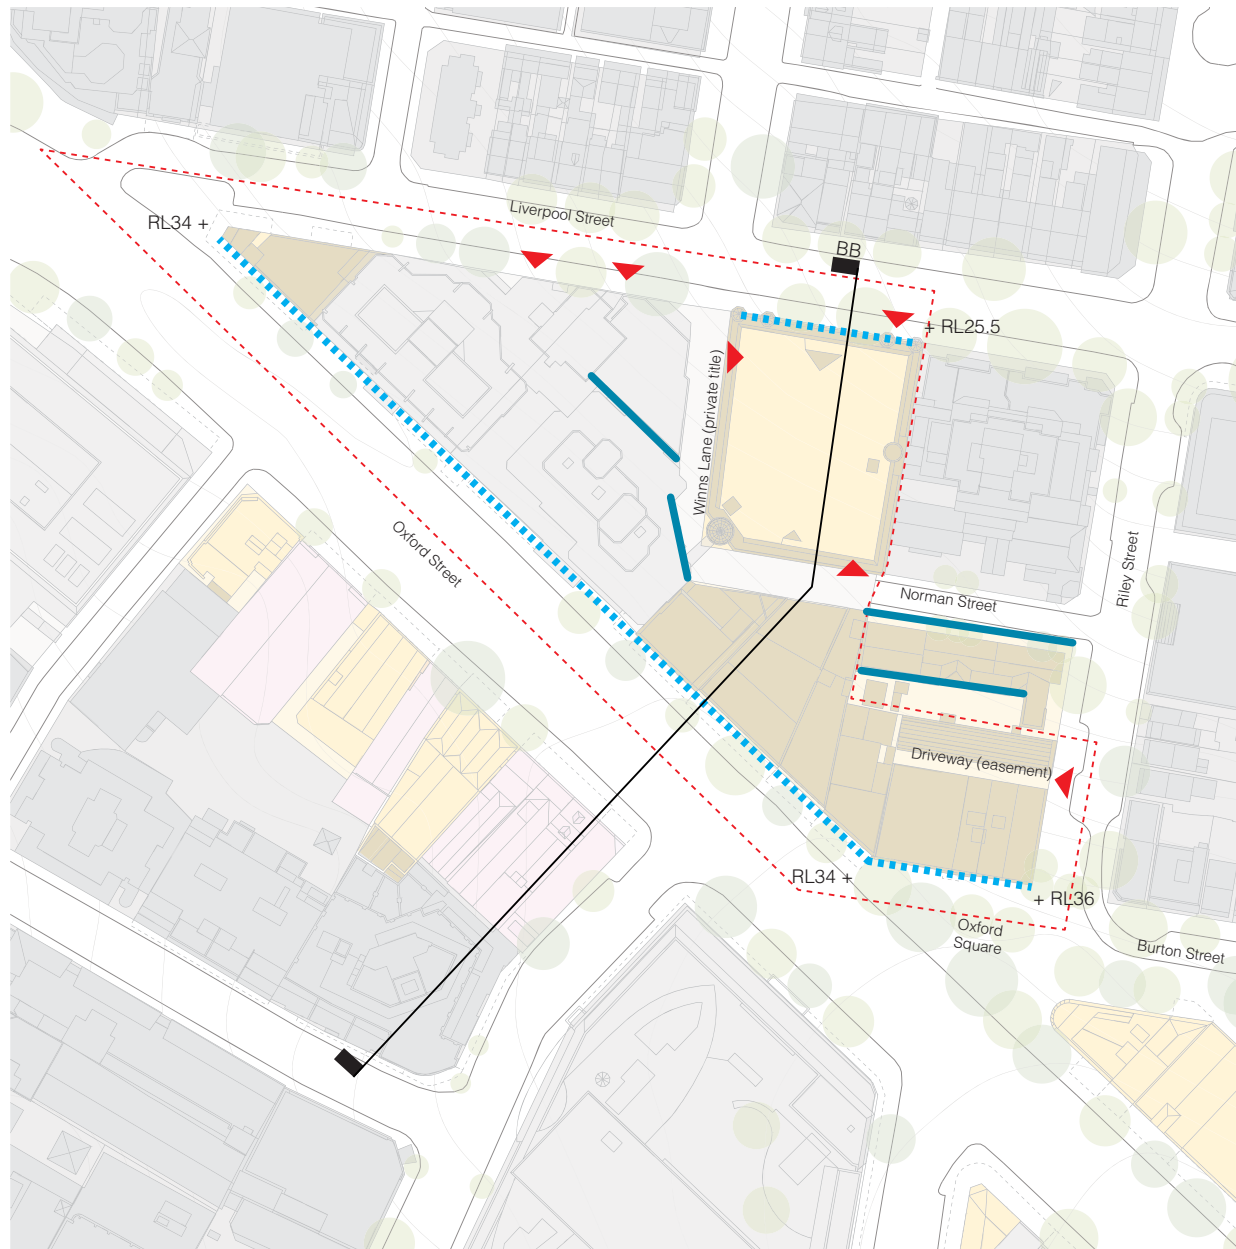 Liverpool Street
RL34 +
BB
+ RL25.5
Winns Lane (private title)
Oxford Street
Riley Street
Norman Street
Driveway (easement)
RL34 +
+ RL36
Oxford
Square
Burton Street